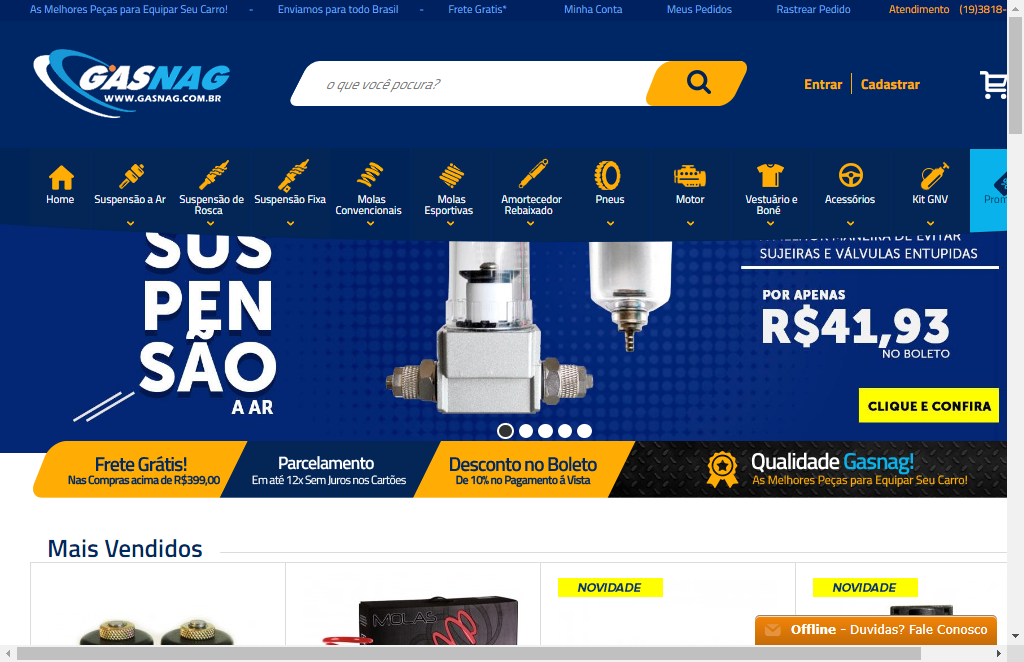 As Melhores Peças para Equipar Seu Carro! - Enviamos para todo Brasil - Frete Gratis* Minha Conta Meus Pedidos Rastrear Pedido Atendimento (19)3818-
GASNAG
WWW.GASNAG.COM.BR
o que você pocura?
Entrar Cadastrar
Home Suspensão a Ar Suspensão de Rosca Suspensão Fixa Molas Convencionais Molas Esportivas Amortecedor Rebaixado Pneus Motor Vestuário e Boné Acessórios Kit GNV
SUS
PEN
SÃO
A AR
A MELHOR MANEIRA DE EVITAR
SUJEIRAS E VÁLVULAS ENTUPIDAS
POR APENAS
R$41,93
NO BOLETO
CLIQUE E CONFIRA
Frete Grátis!
Nas Compras acima de R$399,00
Parcelamento
Em até 12x Sem Juros nos Cartões
Desconto no Boleto
De 10% no Pagamento á Vista
Qualidade Gasnag!
As Melhores Peças para Equipar Seu Carro!
Mais Vendidos
NOVIDADE
NOVIDADE
MOLAS
Offline - Duvidas? Fale Conosco